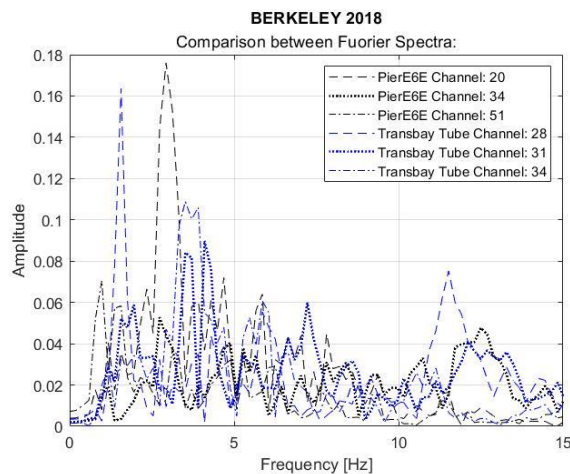 BERKELEY 2018
Comparison between Fuorier Spectra:
0.18
0.16
0.14
0.12
0.1
0.08
0.06
0.04
0.02
0
Amplitude
PierE6E Channel: 20
PierE6E Channel: 34
PierE6E Channel: 51
Transbay Tube Channel: 28
Transbay Tube Channel: 31
Transbay Tube Channel: 34
0 5 10 15
Frequency [Hz]